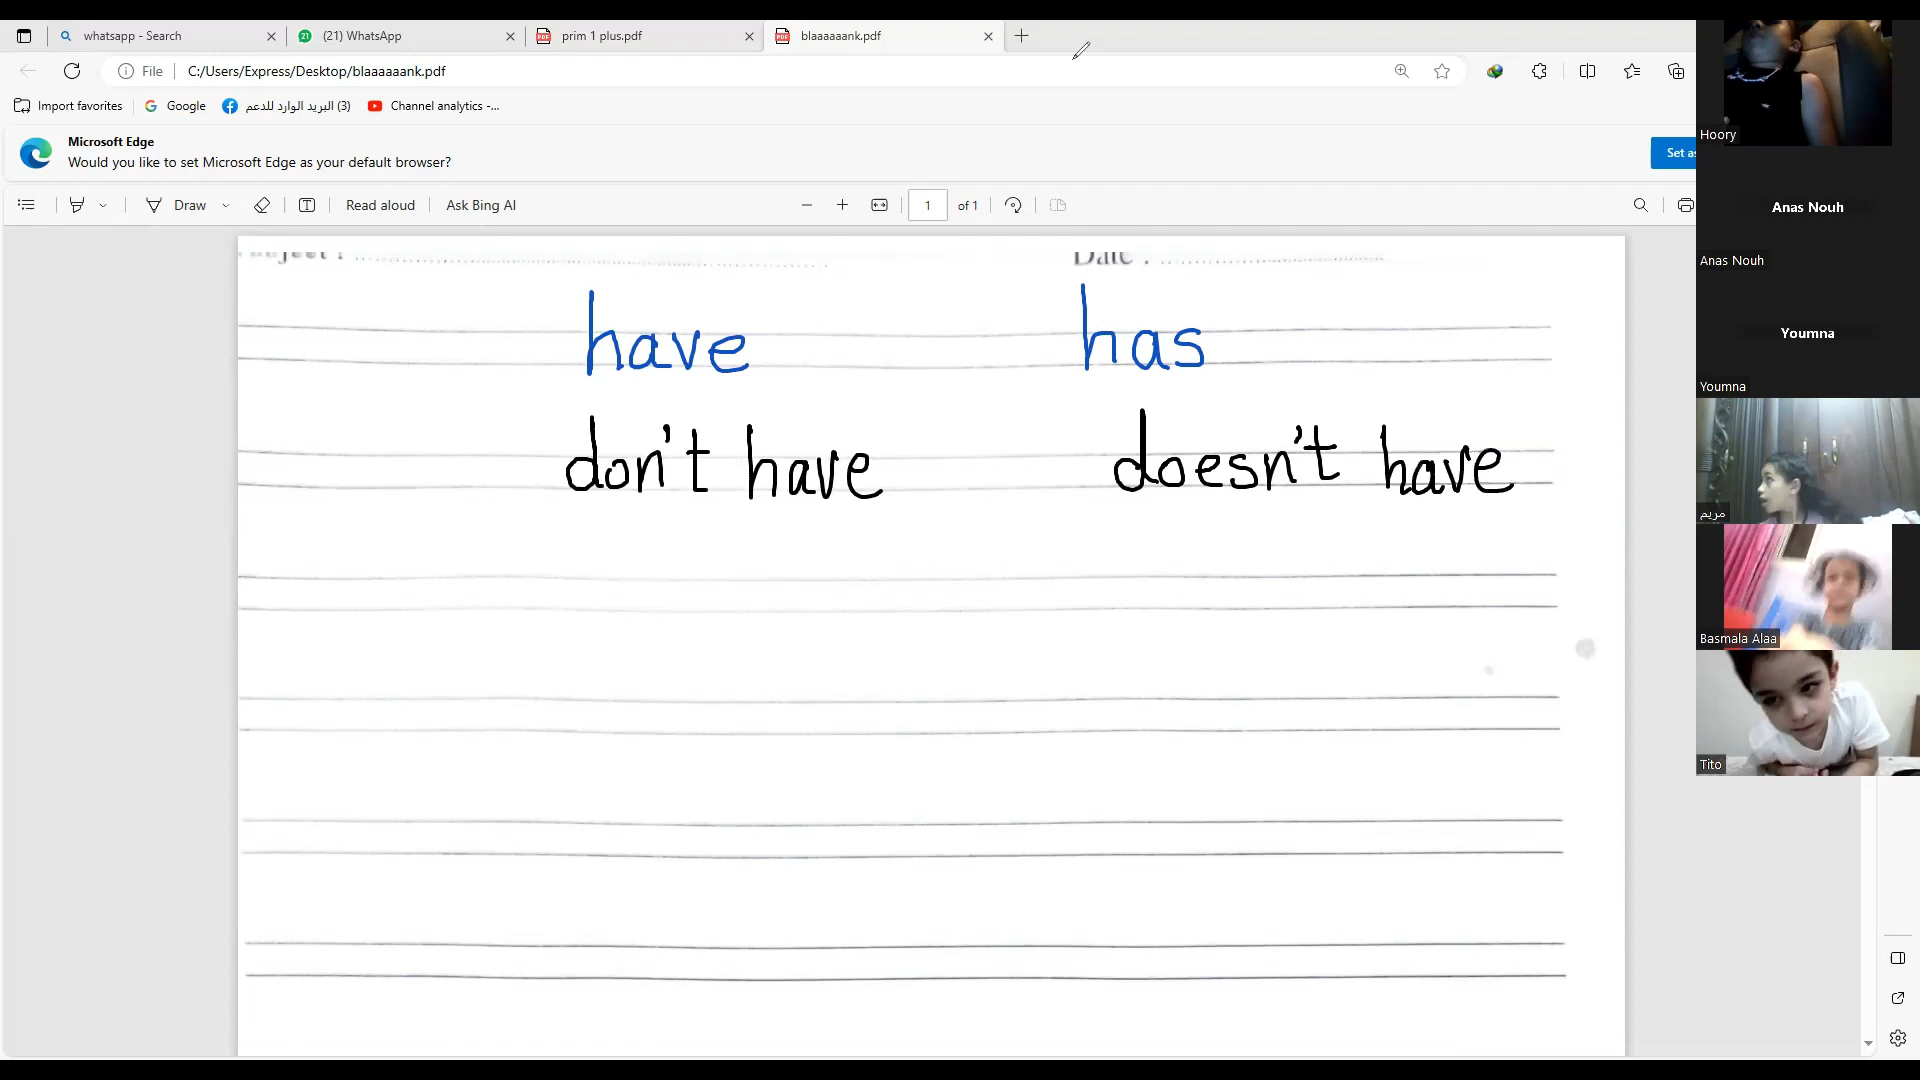 whatsapp - Search
(21) WhatsApp
prim 1 plus.pdf
blaaaaaank.pdf
File
C:/Users/Express/Desktop/blaaaaaank.pdf
Import favorites
Google
(3) البريد الوارد للدعم
Channel analytics -...
Microsoft Edge
Would you like to set Microsoft Edge as your default browser?
Set as
Draw
Read aloud
Ask Bing AI
1 of 1
Date :
have has
don't have doesn't have
Hoory
Anas Nouh
Anas Nouh
Youmna
Youmna
مريم
Basmala Alaa
Tito